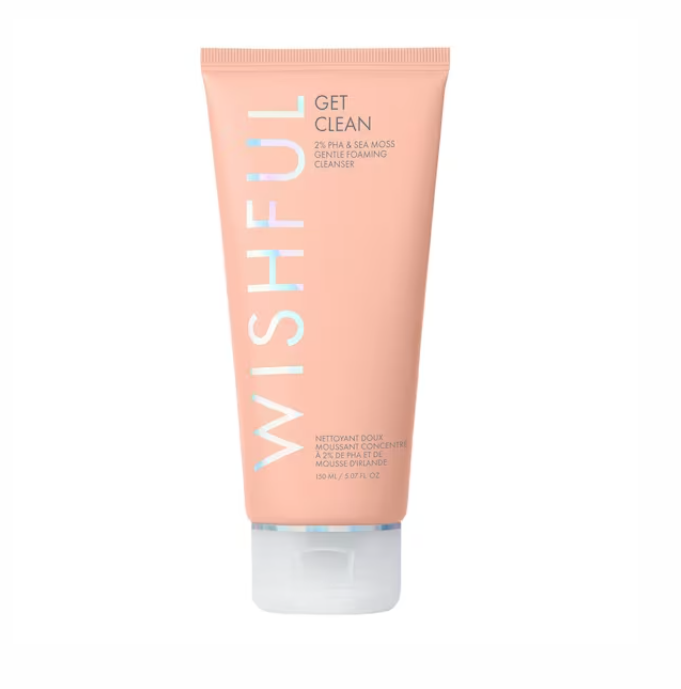 WISHFUL
GET
CLEAN
2% PHA & SEA MOSS
GENTLE FOAMING
CLEANSER
NETTOYANT DOUX
MOUSSANT CONCENTRÉ
À 2% DE PHA ET DE
MOUSSE D'IRLANDE
150 ML / 5.07 FL. OZ